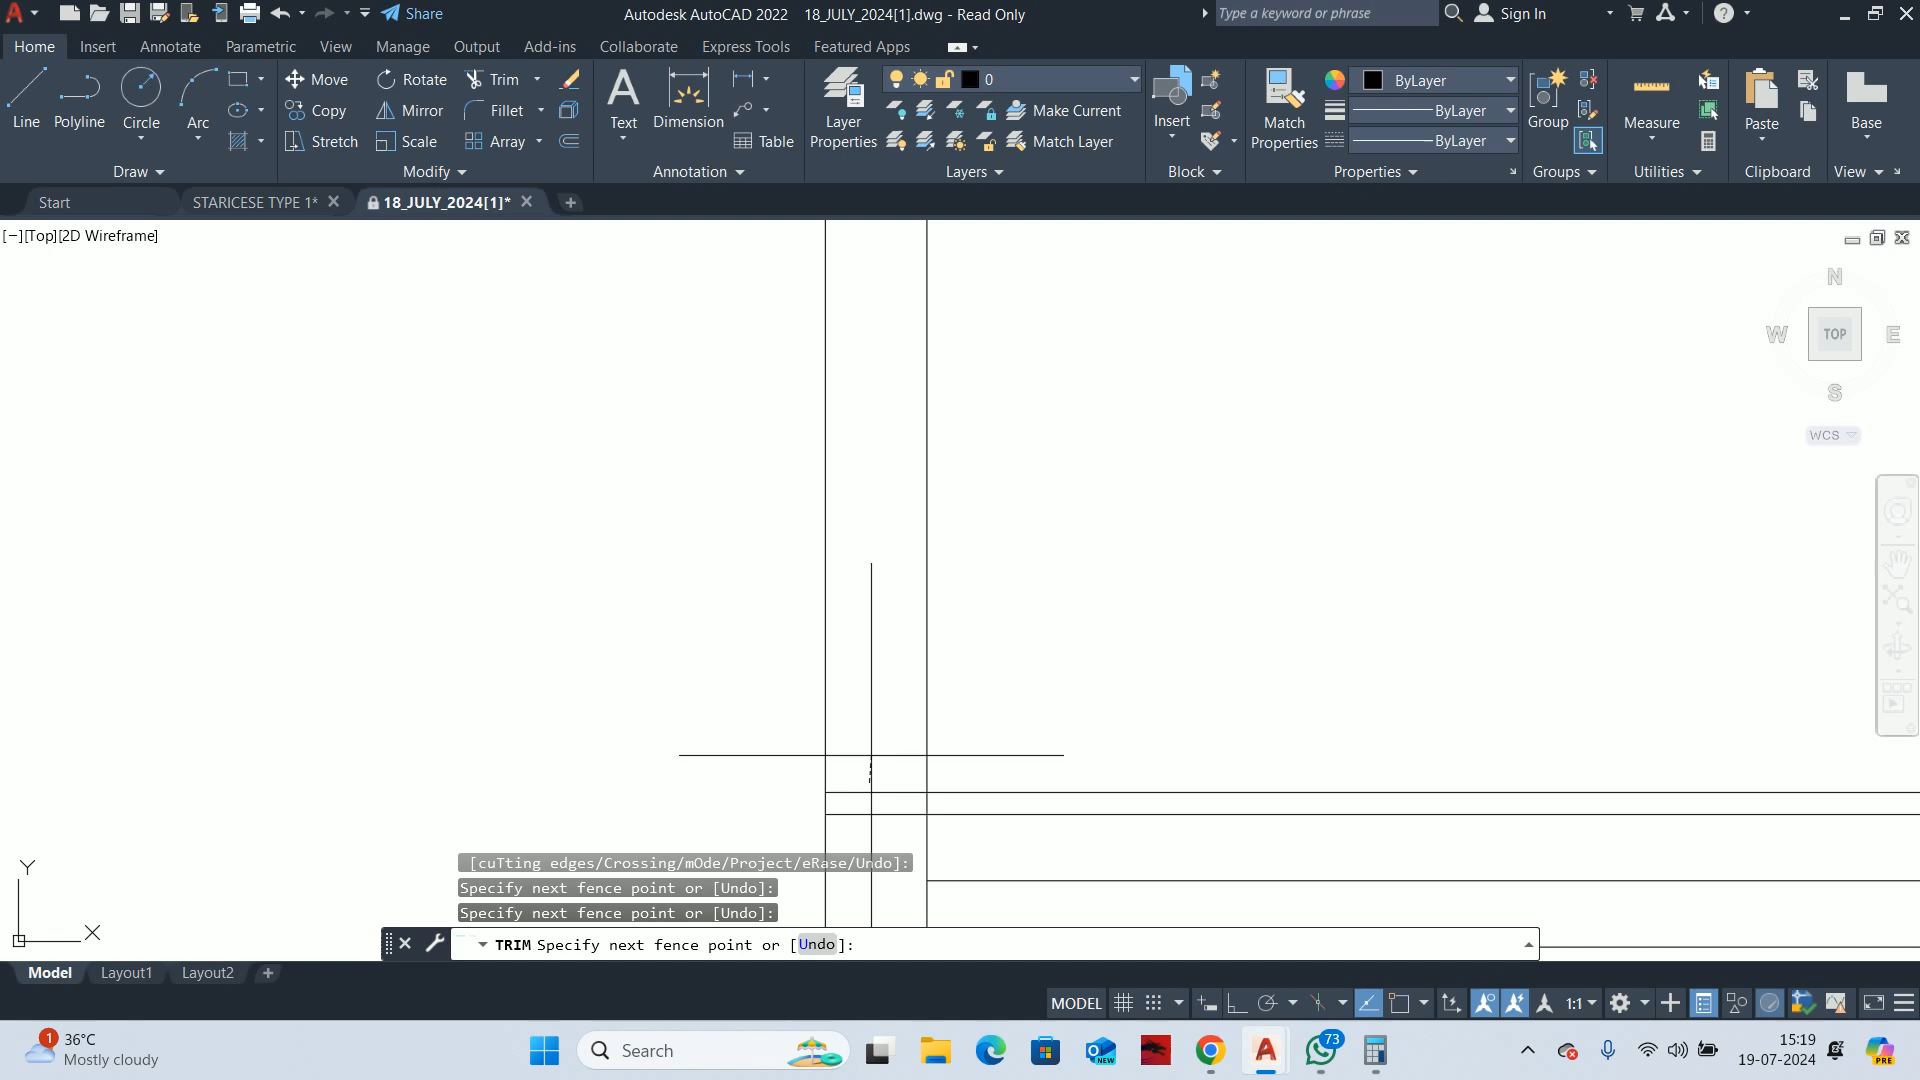 Share
Autodesk AutoCAD 2022 18_JULY_2024[1].dwg - Read Only
Type a keyword or phrase
Sign In
Home Insert Annotate Parametric View Manage Output Add-ins Collaborate Express Tools Featured Apps
Line Polyline Circle Arc
Draw
Move Rotate Trim
Copy Mirror Fillet
Stretch Scale Array
Modify
Text Dimension Table
Annotation
Layer Properties
0
Make Current
Match Layer
Layers
Insert
Block
Match Properties
ByLayer
ByLayer
ByLayer
Properties
Group
Groups
Measure
Utilities
Paste
Clipboard
Base
View
Start STARICESE TYPE 1* 18_JULY_2024[1]*
[−][Top][2D Wireframe]
N
W TOP E
S
WCS
Y
X
[cuTting edges/Crossing/mOde/Project/eRase/Undo]:
Specify next fence point or [Undo]:
Specify next fence point or [Undo]:
TRIM Specify next fence point or [Undo]:
Model Layout1 Layout2
MODEL 1:1
1
36°C
Mostly cloudy
Search
NEW
73
15:19
19-07-2024
PRE